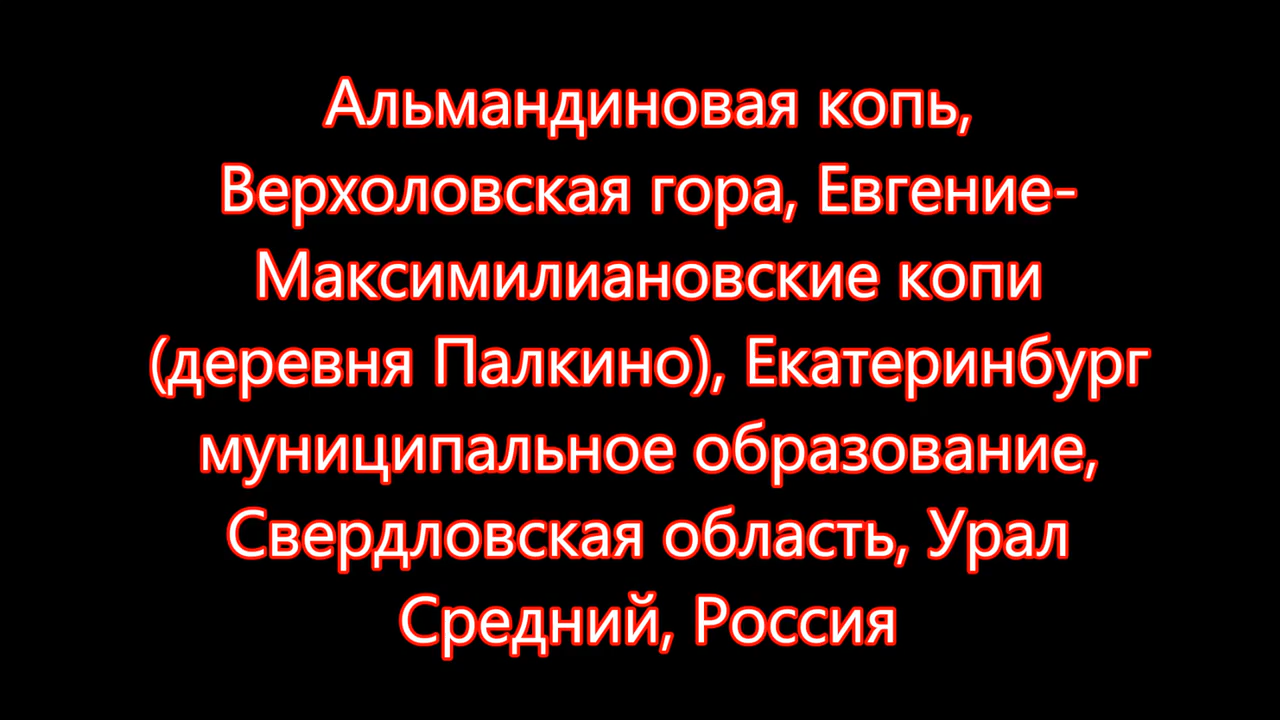 Альмандиновая копь,
Верхоловская гора, Евгение-
Максимилиановские копи
(деревня Палкино), Екатеринбург
муниципальное образование,
Свердловская область, Урал
Средний, Россия